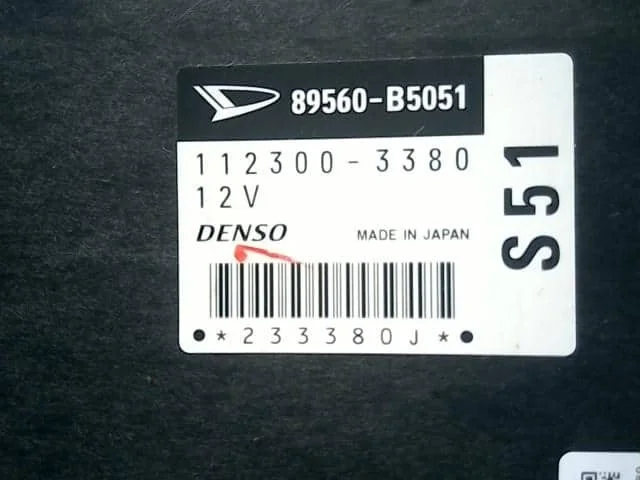 89560-B5051
112300-3380
12V
DENSO
MADE IN JAPAN
*233380J*
S51